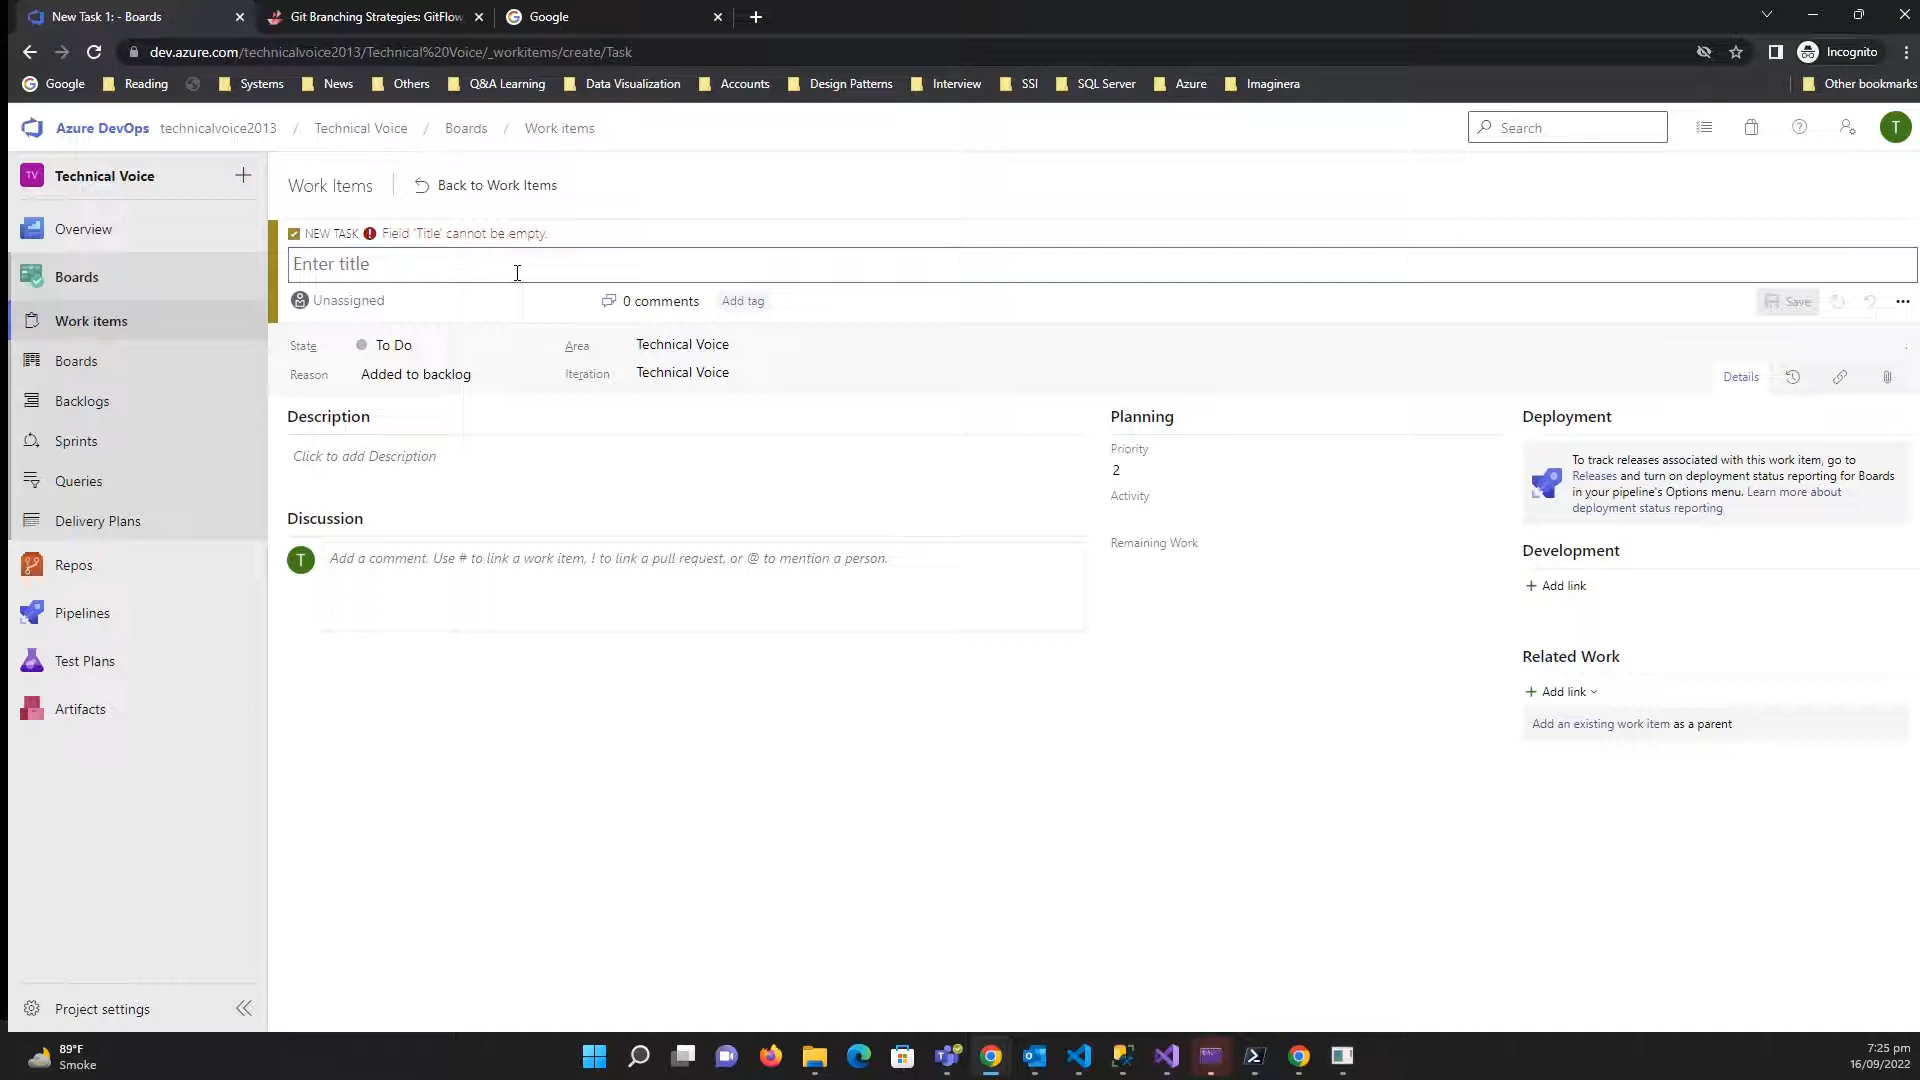 New Task 1: - Boards
Git Branching Strategies: GitFlow
Google
dev.azure.com/technicalvoice2013/Technical%20Voice/_workitems/create/Task
Incognito
Google
Reading
Systems
News
Others
Q&A Learning
Data Visualization
Accounts
Design Patterns
Interview
SSI
SQL Server
Azure
Imaginera
Other bookmarks
Azure DevOps technicalvoice2013 / Technical Voice / Boards / Work items
Search
T
TV Technical Voice
Overview
Boards
Work items
Boards
Backlogs
Sprints
Queries
Delivery Plans
Repos
Pipelines
Test Plans
Artifacts
Project settings
Work Items
Back to Work Items
NEW TASK Field 'Title' cannot be empty.
Enter title
Unassigned
0 comments
Add tag
Save
State To Do
Area Technical Voice
Reason Added to backlog
Iteration Technical Voice
Details
Description
Click to add Description
Discussion
T
Add a comment. Use # to link a work item, ! to link a pull request, or @ to mention a person.
Planning
Priority
2
Activity
Remaining Work
Deployment
To track releases associated with this work item, go to
Releases and turn on deployment status reporting for Boards
in your pipeline's Options menu. Learn more about
deployment status reporting
Development
+ Add link
Related Work
+ Add link
Add an existing work item as a parent
89°F
Smoke
7:25 pm
16/09/2022